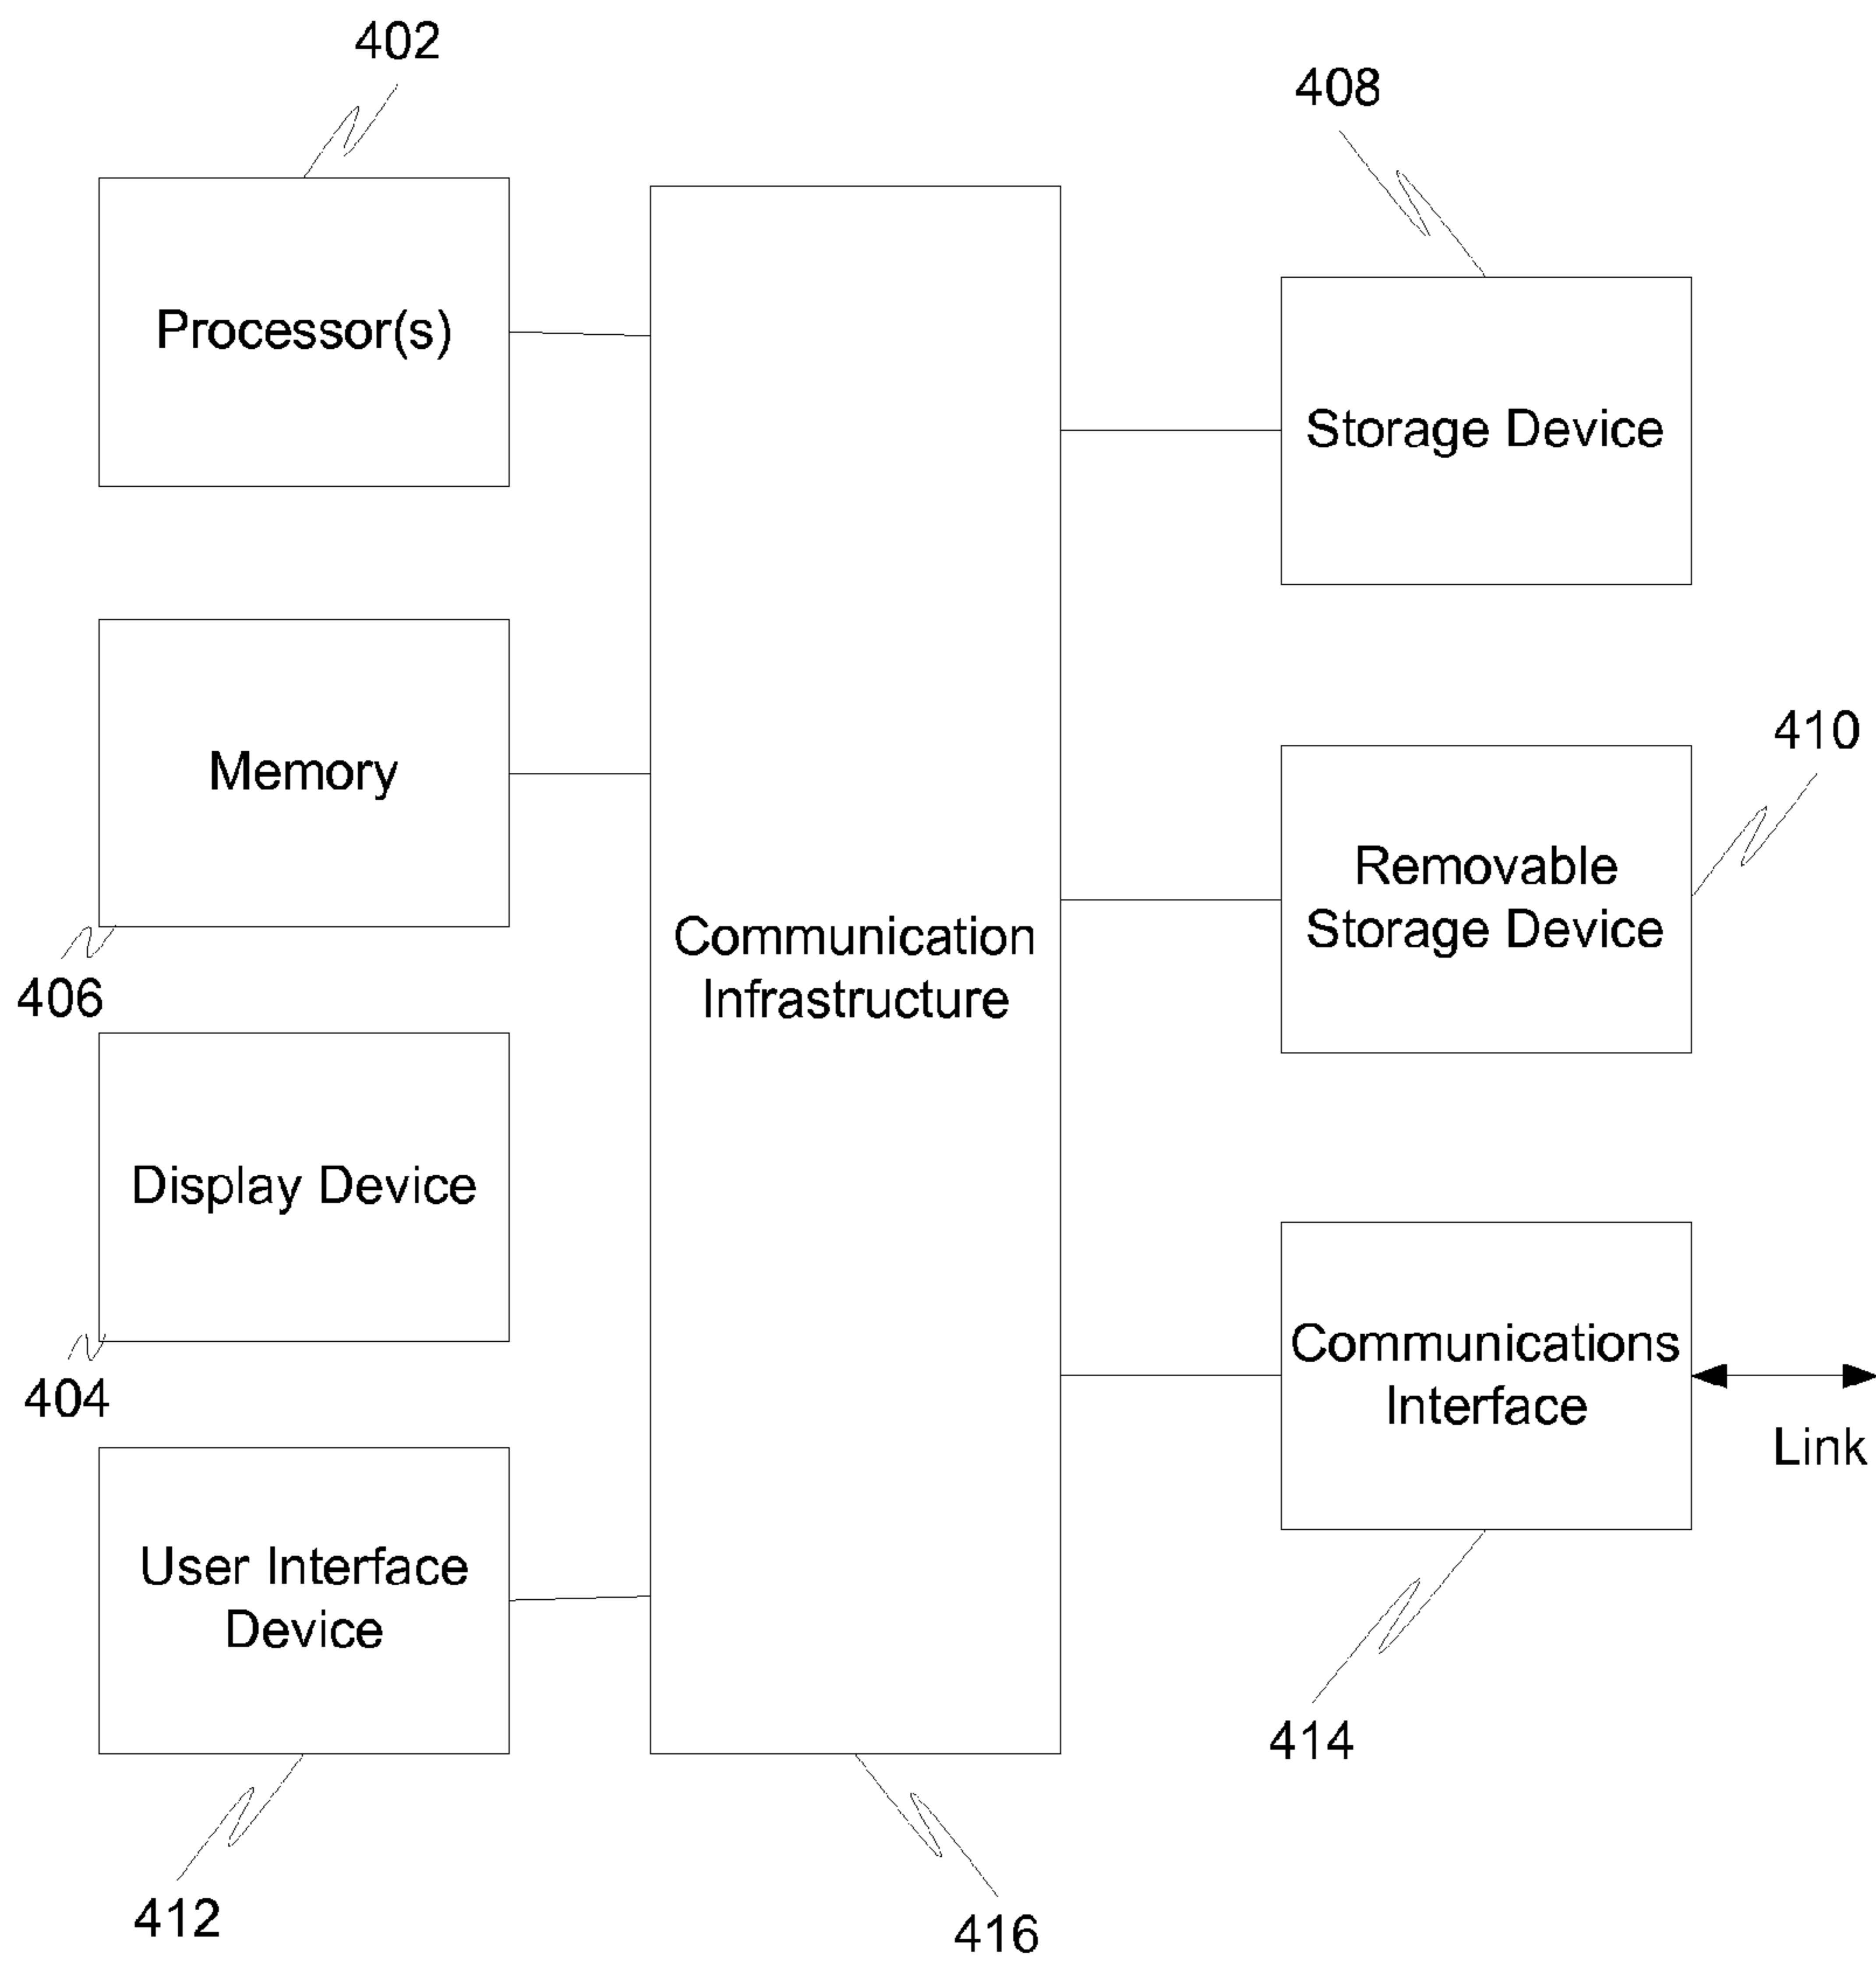 402
408
Processor(s)
Storage Device
410
Memory
Removable
Storage Device
Communication
Infrastructure
406
Display Device
Communications
Interface
404
Link
User Interface
Device
414
412
416